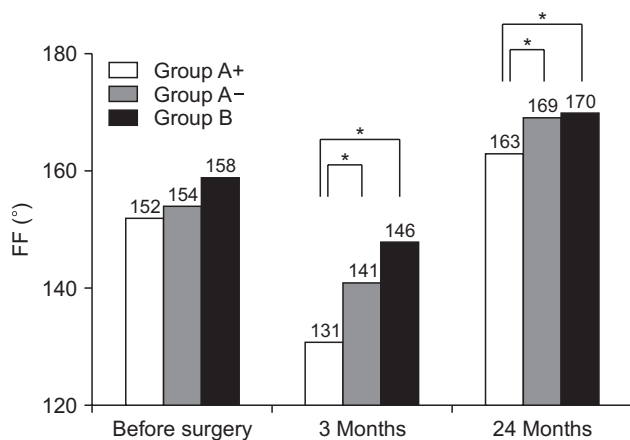 180
160
140
120
FF (°)
Group A+
Group A−
Group B
152
154
158
131
141
146
163
169
170
*
*
*
*
Before surgery
3 Months
24 Months